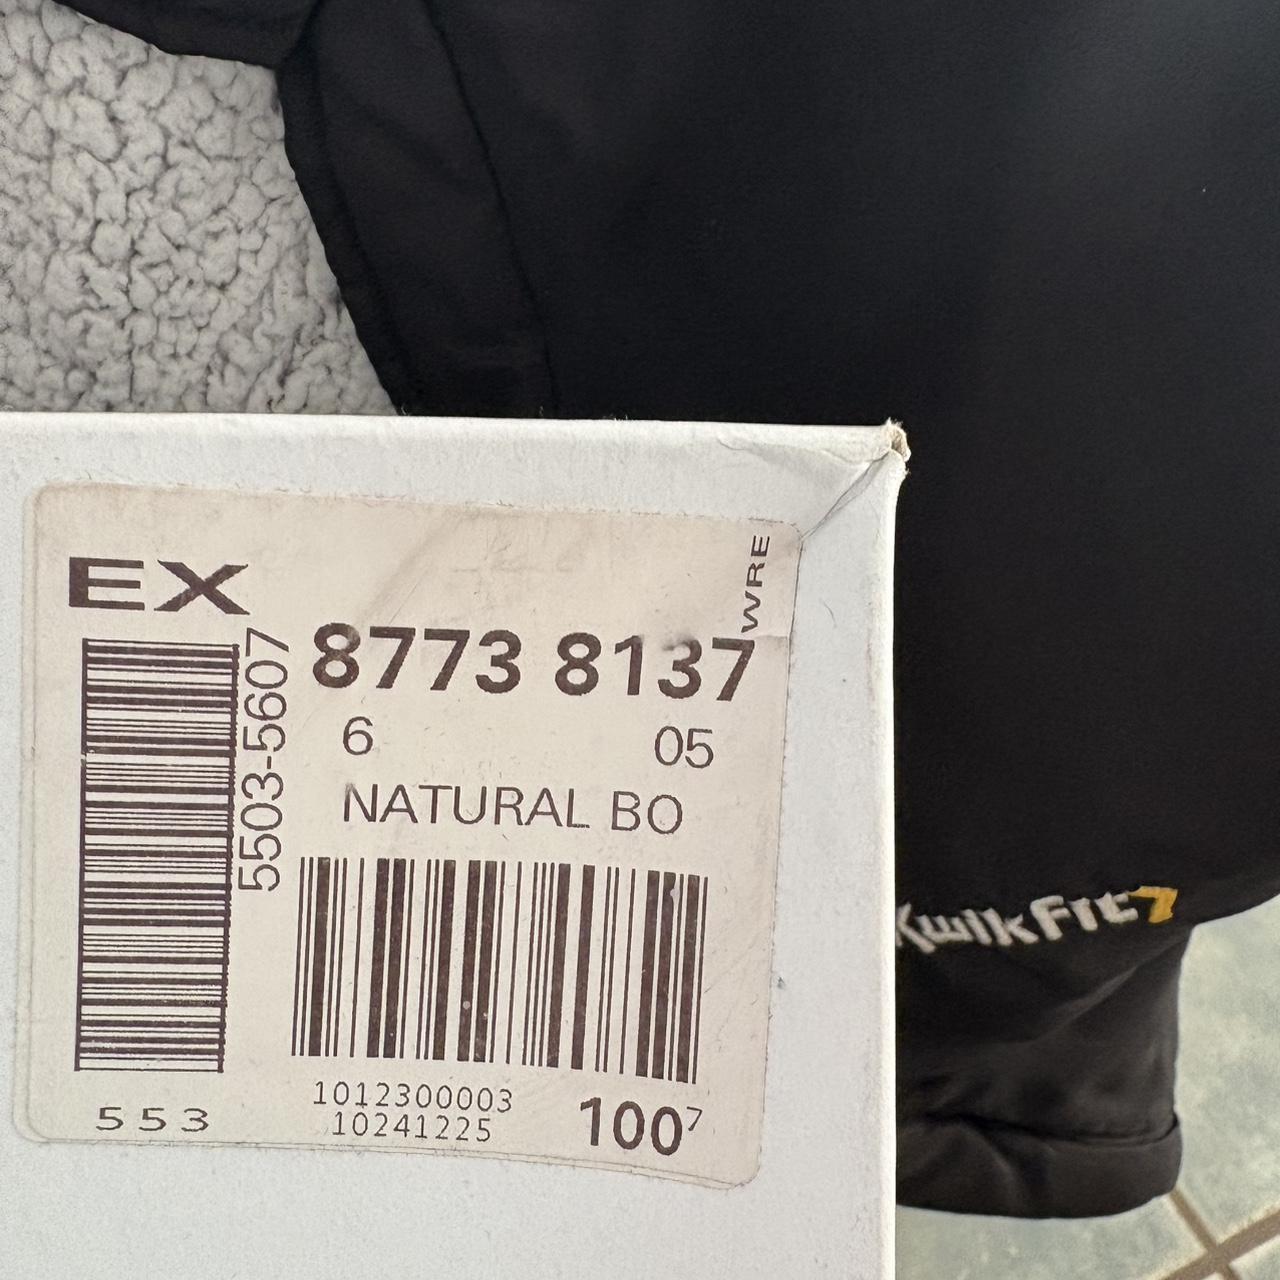 EX
WRE
5503-5607
8773 8137
6 05
NATURAL BO
553
1012300003
10241225
100⁷
KwikFit